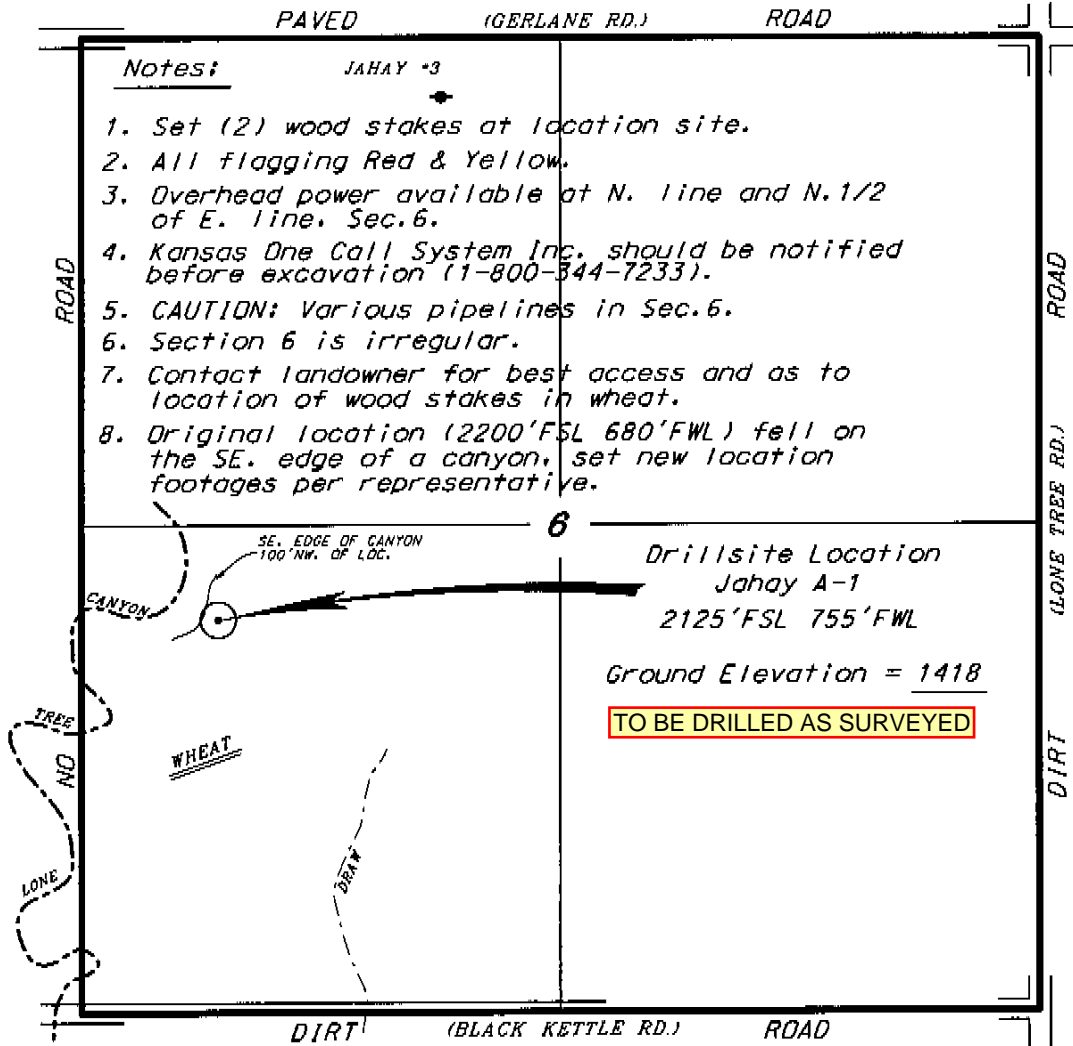 PAVED (GERLANE RD.) ROAD
Notes:
JAHAY #3
1. Set (2) wood stakes at location site.
2. All flagging Red & Yellow.
3. Overhead power available at N. line and N.1/2
of E. line, Sec.6.
4. Kansas One Call System Inc. should be notified
before excavation (1-800-344-7233).
5. CAUTION: Various pipelines in Sec.6.
6. Section 6 is irregular.
7. Contact landowner for best access and as to
location of wood stakes in wheat.
8. Original location (2200'FSL 680'FWL) fell on
the SE. edge of a canyon, set new location
footages per representative.
ROAD
ROAD
(LONE TREE RD.)
6
SE. EDGE OF CANYON
100'NW. OF LOC.
Drillsite Location
Jahay A-1
2125'FSL 755'FWL
CANYON
Ground Elevation = 1418
TO BE DRILLED AS SURVEYED
TREE
WHEAT
NO
DIRT
DRAW
LONE
DIRT (BLACK KETTLE RD.) ROAD